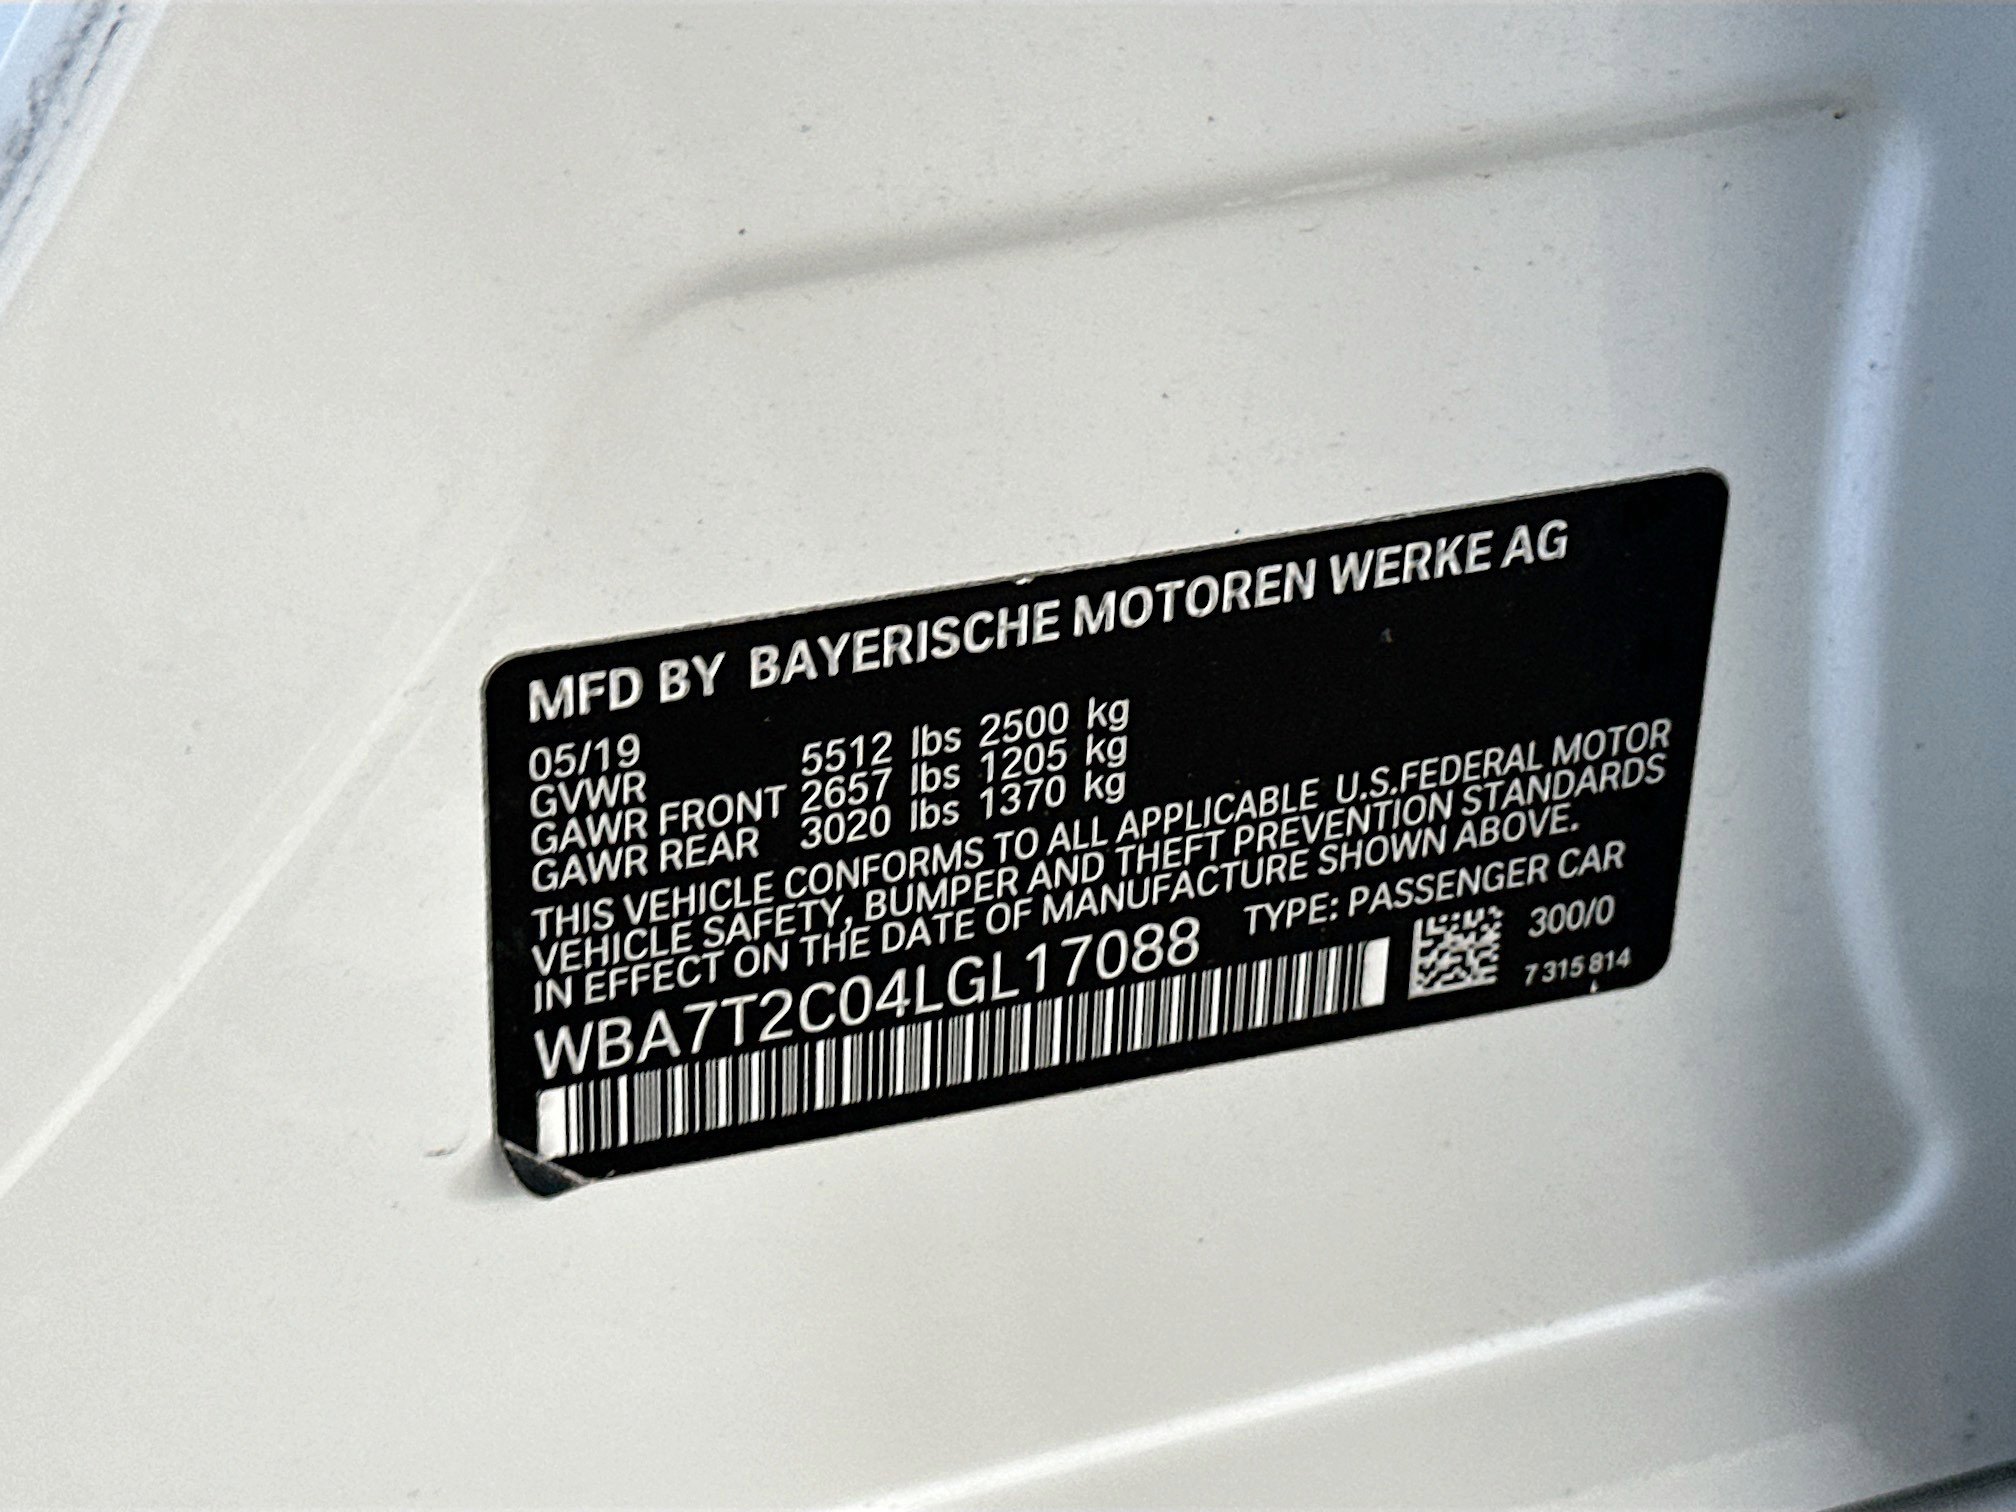 MFD BY BAYERISCHE MOTOREN WERKE AG
05/19
GVWR 5512 lbs 2500 kg
GAWR FRONT 2657 lbs 1205 kg
GAWR REAR 3020 lbs 1370 kg
THIS VEHICLE CONFORMS TO ALL APPLICABLE U.S.FEDERAL MOTOR
VEHICLE SAFETY, BUMPER AND THEFT PREVENTION STANDARDS
IN EFFECT ON THE DATE OF MANUFACTURE SHOWN ABOVE.
WBA7T2C04LGL17088 TYPE: PASSENGER CAR
300/0
7 315 814